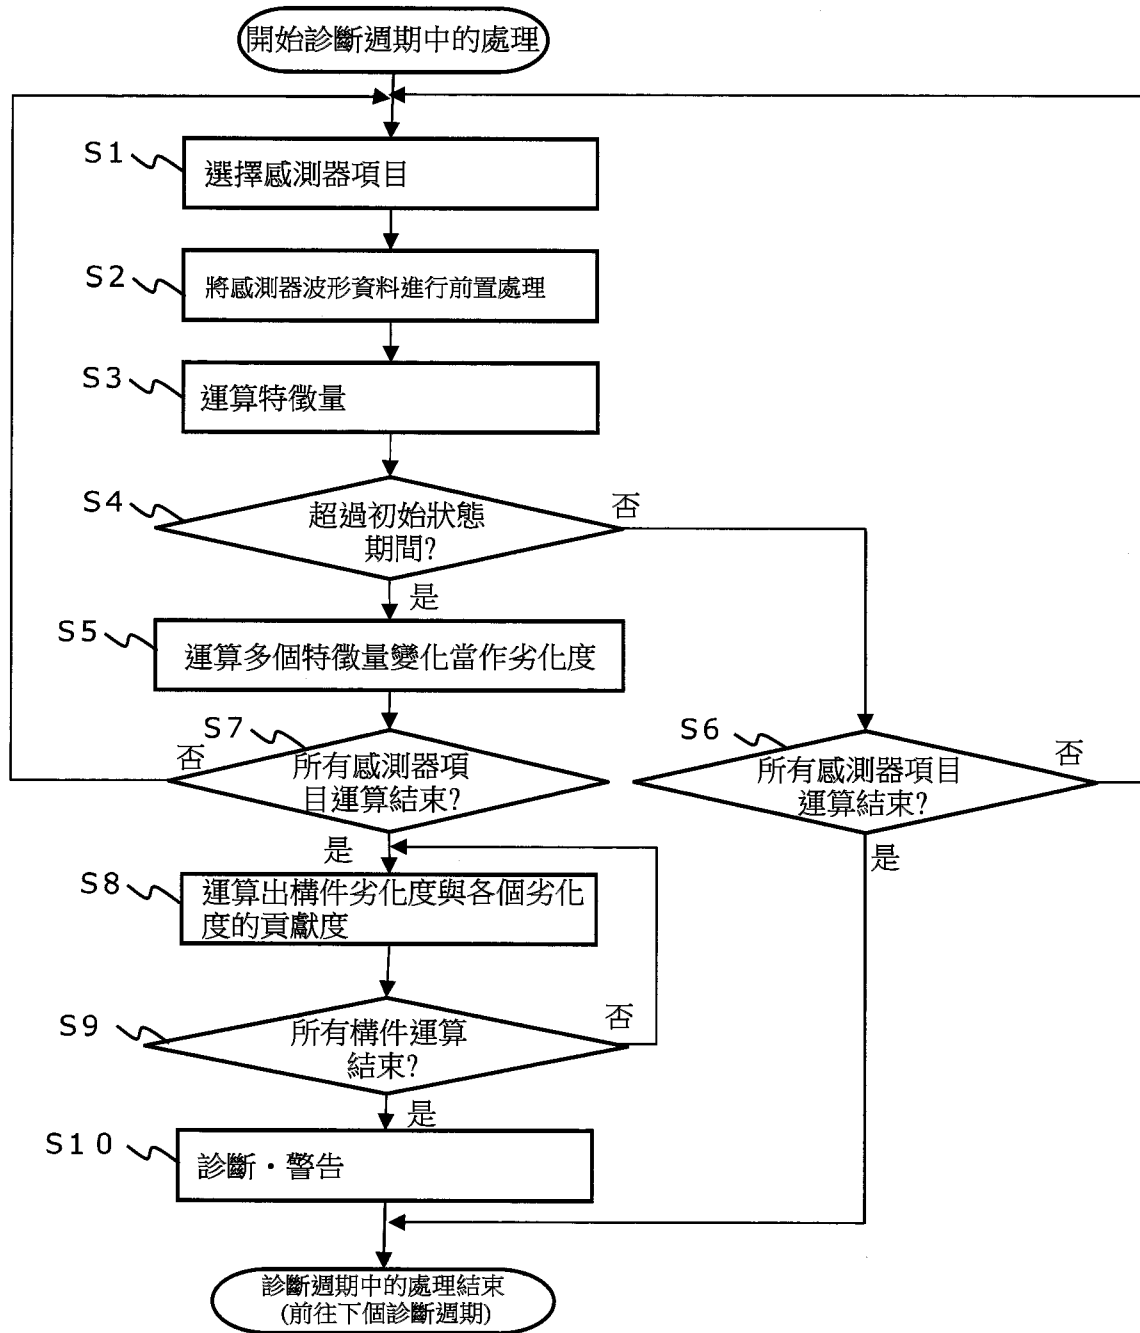 開始診斷週期中的處理
S1
選擇感測器項目
S2
將感測器波形資料進行前置處理
S3
運算特徵量
S4
超過初始狀態
期間?
否
是
S5
運算多個特徵量變化當作劣化度
S7
否
所有感測器項
目運算結束?
是
S6
所有感測器項目
運算結束?
否
是
S8
運算出構件劣化度與各個劣化
度的貢獻度
S9
所有構件運算
結束?
否
是
S10
診斷・警告
診斷週期中的處理結束
(前往下個診斷週期)